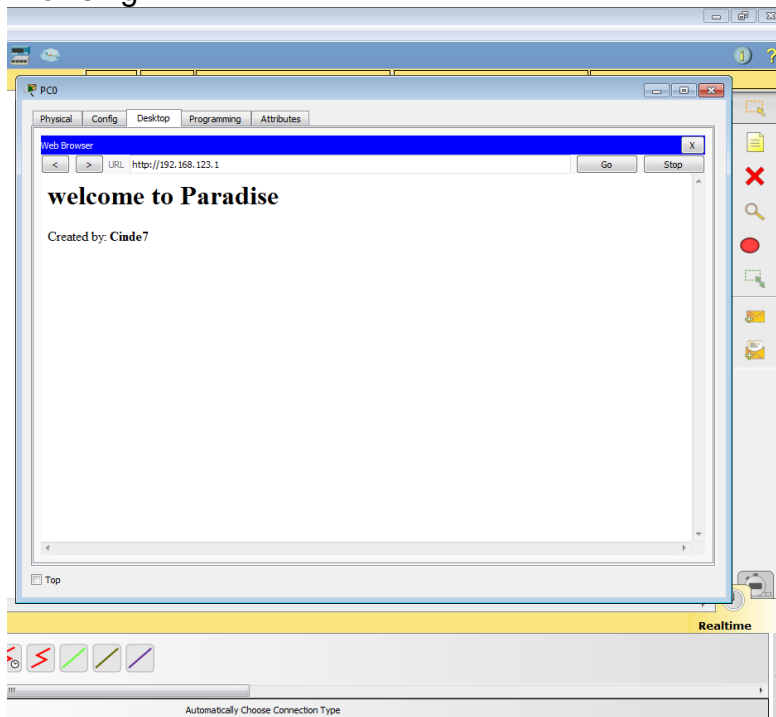 PC0
Physical Config Desktop Programming Attributes
Web Browser X
< > URL http://192.168.123.1 Go Stop
welcome to Paradise
Created by: Cinde7
Top
Realtime
Automatically Choose Connection Type